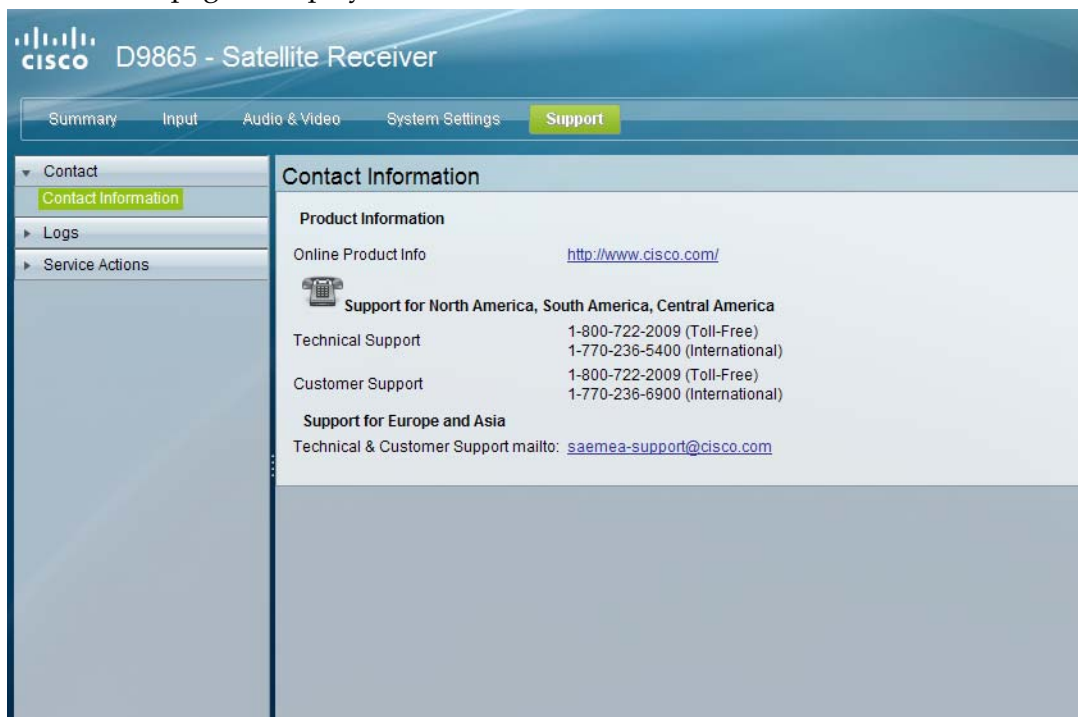 CISCO D9865 - Satellite Receiver
Summary Input Audio & Video System Settings Support
Contact
Contact Information
Logs
Service Actions
Contact Information
Product Information
Online Product Info http://www.cisco.com/
Support for North America, South America, Central America
Technical Support 1-800-722-2009 (Toll-Free)
1-770-236-5400 (International)
Customer Support 1-800-722-2009 (Toll-Free)
1-770-236-6900 (International)
Support for Europe and Asia
Technical & Customer Support mailto: saemea-support@cisco.com